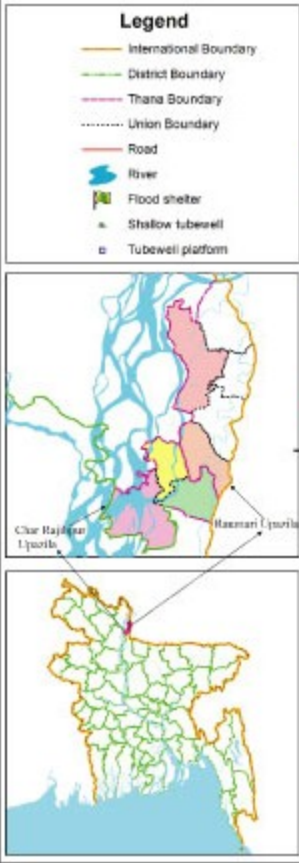 Legend
International Boundary
District Boundary
Thana Boundary
Union Boundary
Road
River
Flood shelter
Shallow tubewell
Tubewell platform
Char Rajibpur
Upazila
Raumari Upazila